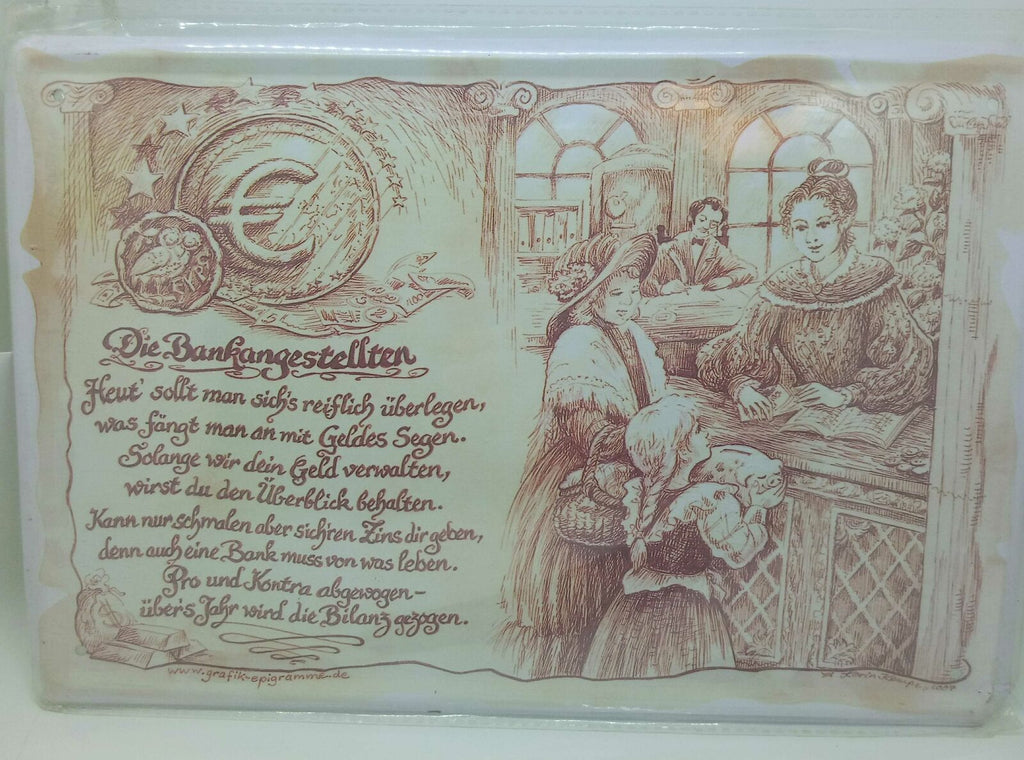 Die Bankangestellten
Heut' sollt man sich's reiflich überlegen,
was fängt man an mit Geldes Segen.
Solange wir dein Geld verwalten,
wirst du den Überblick behalten.
Kann nur schmalen aber sich'ren Zins dir geben,
denn auch eine Bank muss von was leben.
Pro und Kontra abgewogen –
über's Jahr wird die Bilanz gezogen.
www.grafik-epigramme.de